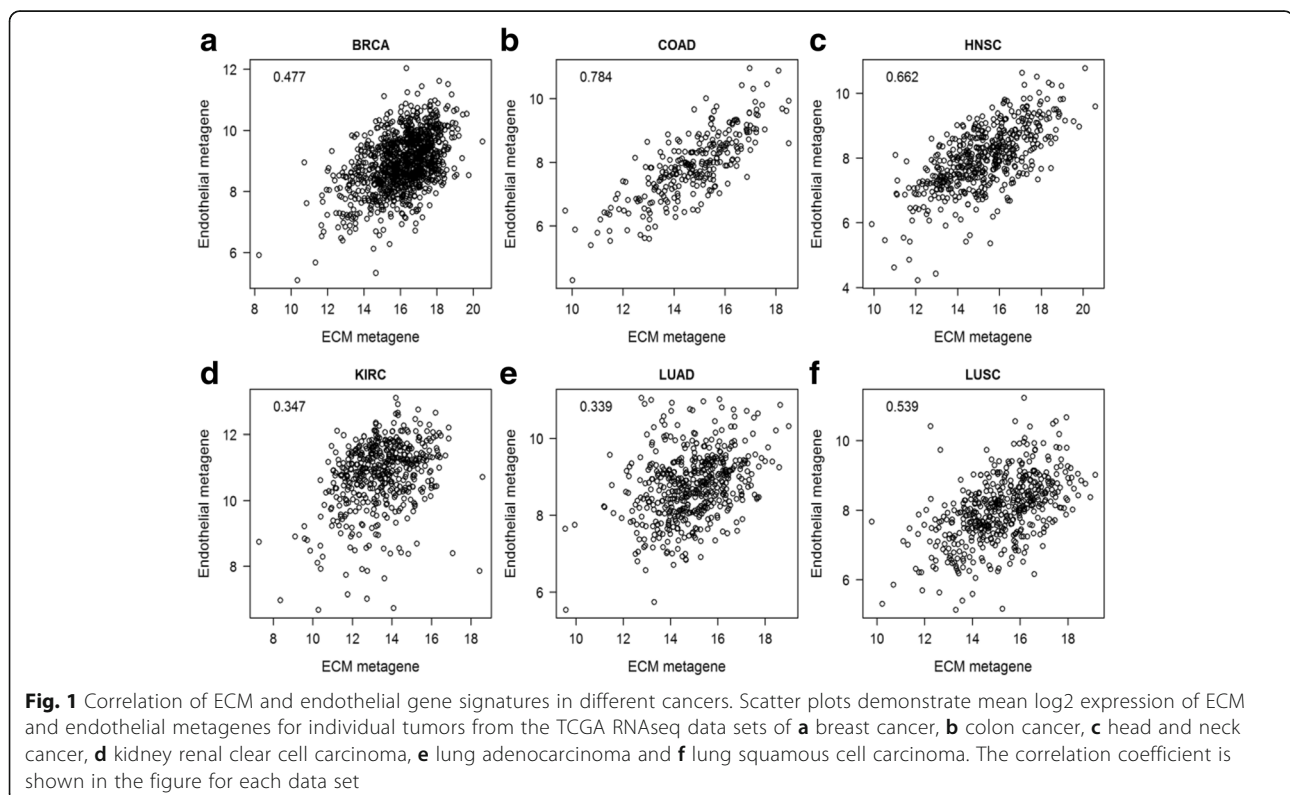 a
BRCA
0.477
12
10
8
6
Endothelial metagene
8 10 12 14 16 18 20
ECM metagene
b
COAD
0.784
10
8
6
Endothelial metagene
10 12 14 16 18
ECM metagene
c
HNSC
0.662
10
8
6
4
Endothelial metagene
10 12 14 16 18 20
ECM metagene
d
KIRC
0.347
12
10
8
Endothelial metagene
8 10 12 14 16 18
ECM metagene
e
LUAD
0.339
10
8
6
Endothelial metagene
10 12 14 16 18
ECM metagene
f
LUSC
0.539
10
8
6
Endothelial metagene
10 12 14 16 18
ECM metagene
Fig. 1 Correlation of ECM and endothelial gene signatures in different cancers. Scatter plots demonstrate mean log2 expression of ECM
and endothelial metagenes for individual tumors from the TCGA RNAseq data sets of a breast cancer, b colon cancer, c head and neck
cancer, d kidney renal clear cell carcinoma, e lung adenocarcinoma and f lung squamous cell carcinoma. The correlation coefficient is
shown in the figure for each data set